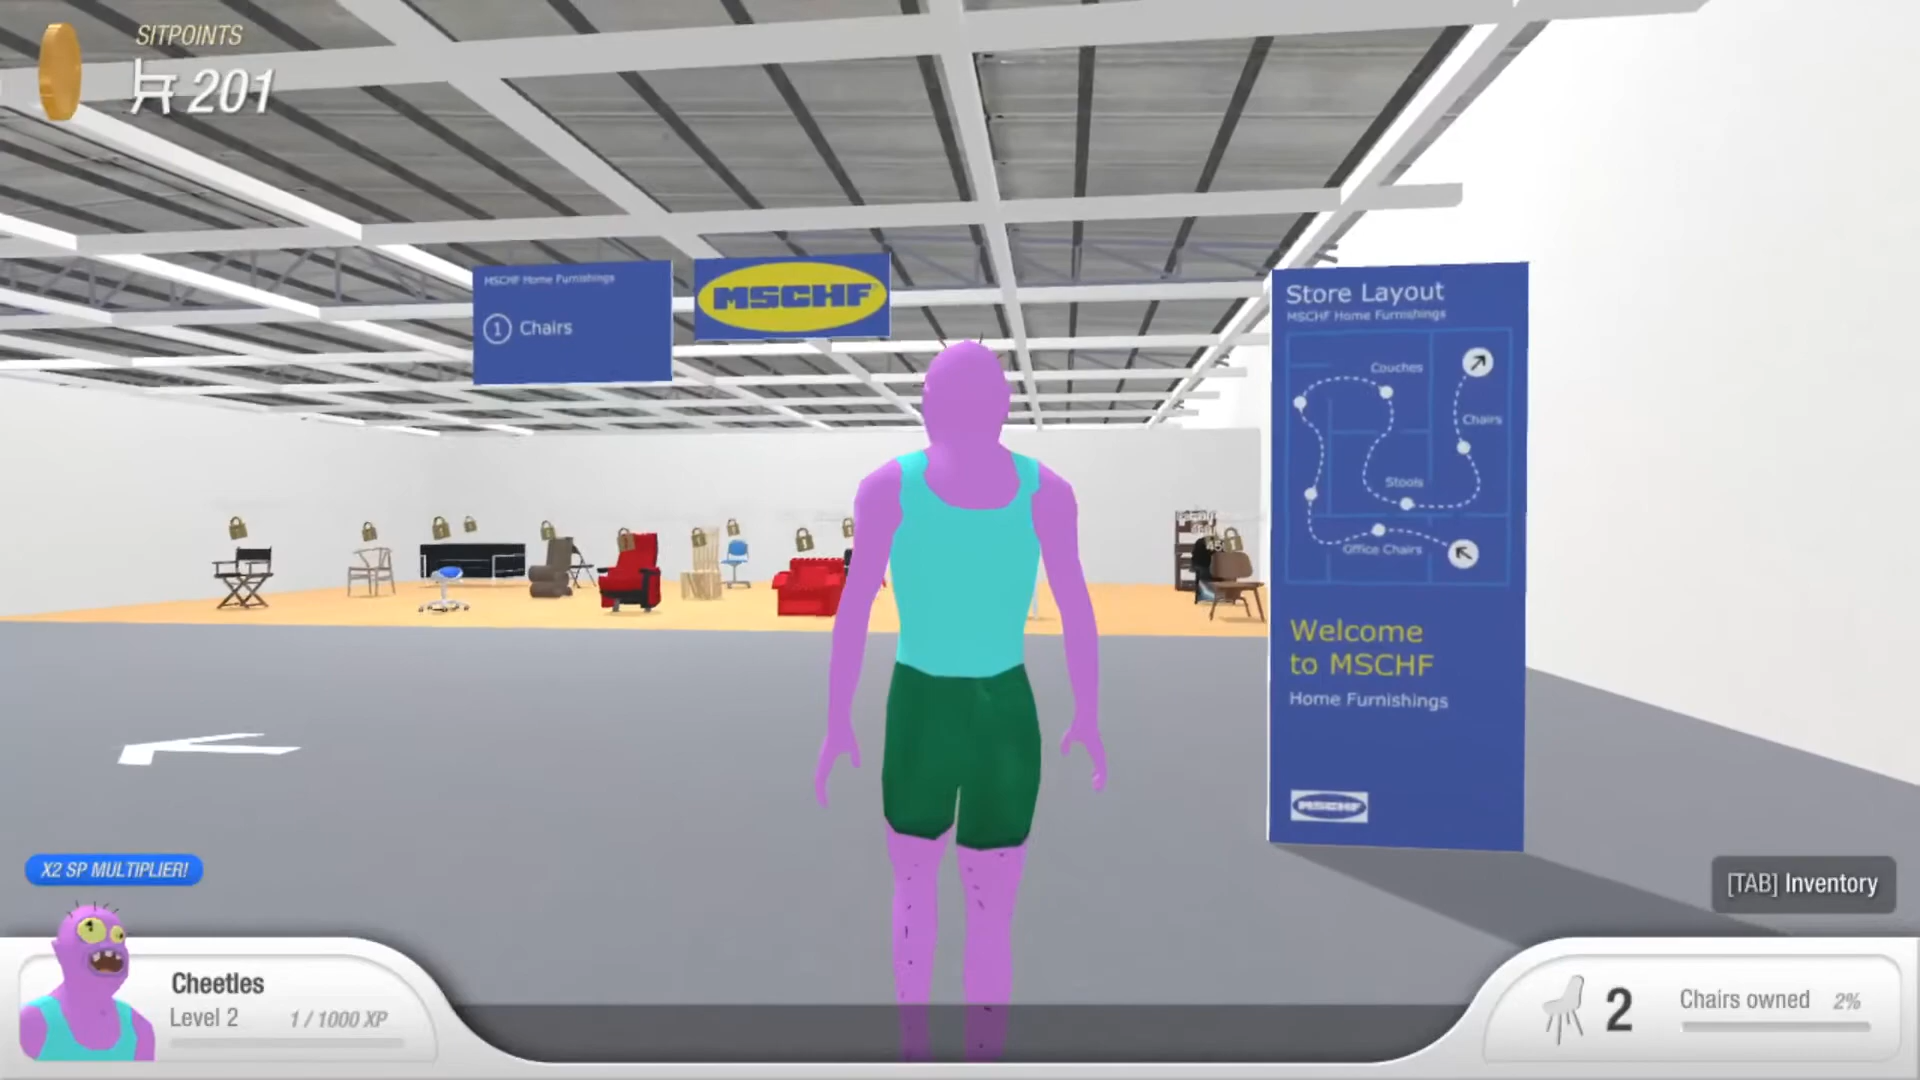 SITPOINTS
201
MSCHF Home Furnishings
1 Chairs
MSCHF
Store Layout
MSCHF Home Furnishings
Couches
Chairs
Stools
Office Chairs
Welcome
to MSCHF
Home Furnishings
MSCHF
X2 SP MULTIPLIER!
[TAB] Inventory
Cheetles
Level 2
1 / 1000 XP
2
Chairs owned 2%